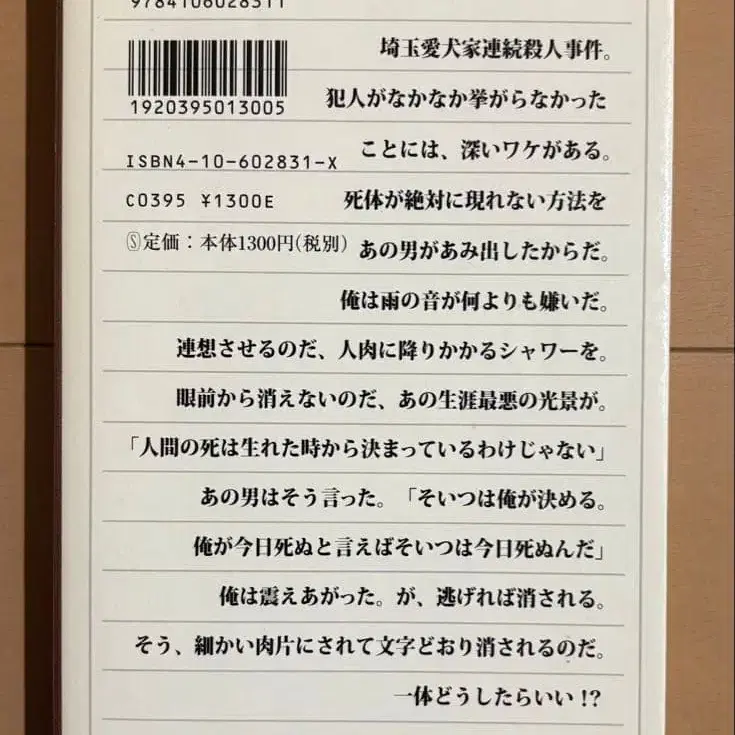 9784106028311
埼玉愛犬家連続殺人事件。
1920395013005
犯人がなかなか挙がらなかった
ISBN4-10-602831-X
ことには、深いワケがある。
C0395 ¥1300E
死体が絶対に現れない方法を
Ⓢ定価：本体1300円(税別)
あの男があみ出したからだ。
俺は雨の音が何よりも嫌いだ。
連想させるのだ、人肉に降りかかるシャワーを。
眼前から消えないのだ、あの生涯最悪の光景が。
「人間の死は生れた時から決まっているわけじゃない」
あの男はそう言った。「そいつは俺が決める。
俺が今日死ぬと言えばそいつは今日死ぬんだ」
俺は震えあがった。が、逃げれば消される。
そう、細かい肉片にされて文字どおり消されるのだ。
一体どうしたらいい!?